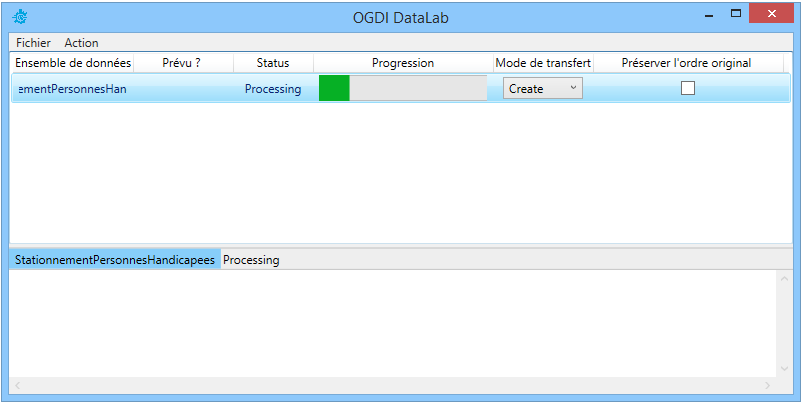 OGDI DataLab
Fichier Action
Ensemble de données Prévu ? Status Progression Mode de transfert Préserver l'ordre original
ementPersonnesHan Processing Create
StationnementPersonnesHandicapees Processing